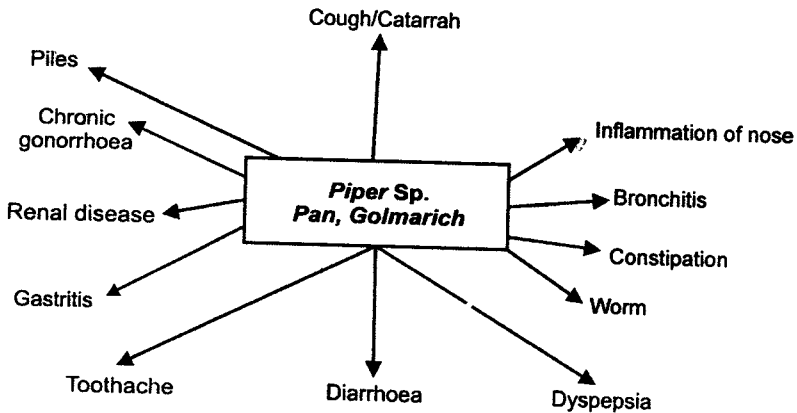 Cough/Catarrah
Piles
Chronic
gonorrhoea
Inflammation of nose
Piper Sp.
Pan, Golmarich
Renal disease
Bronchitis
Constipation
Gastritis
Worm
Toothache
Diarrhoea
Dyspepsia